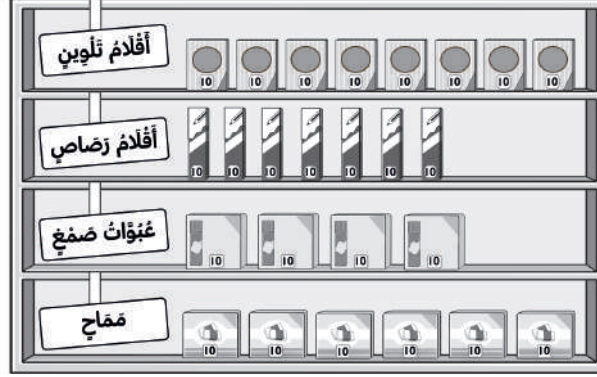 أَقْلَامُ تَلْوِينٍ
10 10 10 10 10 10 10 10
أَقْلَامُ رَصَاصٍ
10 10 10 10 10 10 10
عُبُوَّاتُ صَمْغٍ
10 10 10 10
مَمَاحٍ
10 10 10 10 10 10